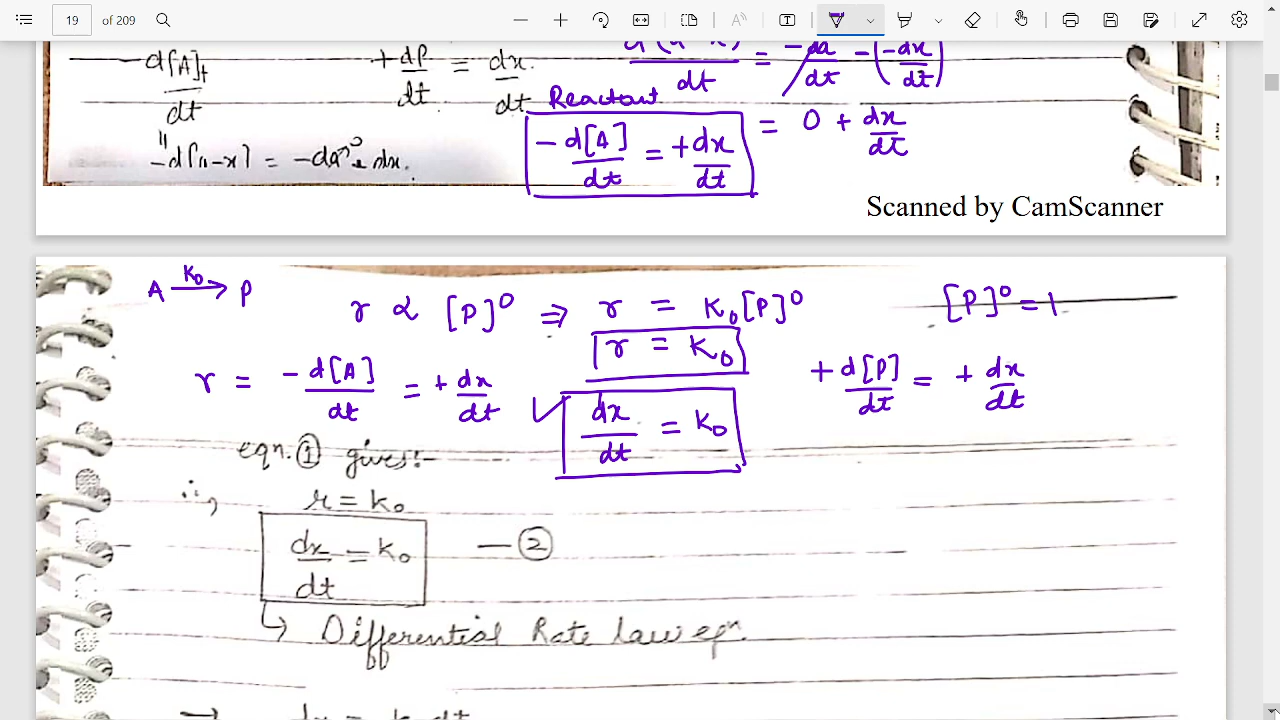 19 of 209
-d[A]t/dt +dP/dt = dx/dt
dt = -da/dt - (-dx/dt)
Reactant
-d[A]/dt = +dx/dt = 0 + dx/dt
Scanned by CamScanner
A K₀→ P
r ∝ [P]⁰ ⇒ r = K₀[P]⁰ [P]⁰ = 1
r = K₀
r = -d[A]/dt = +dx/dt +d[P]/dt = +dx/dt
dx/dt = K₀
eqn. ① gives:-
r = K₀
dx/dt = K₀ — ②
↳ Differential Rate law eqⁿ.